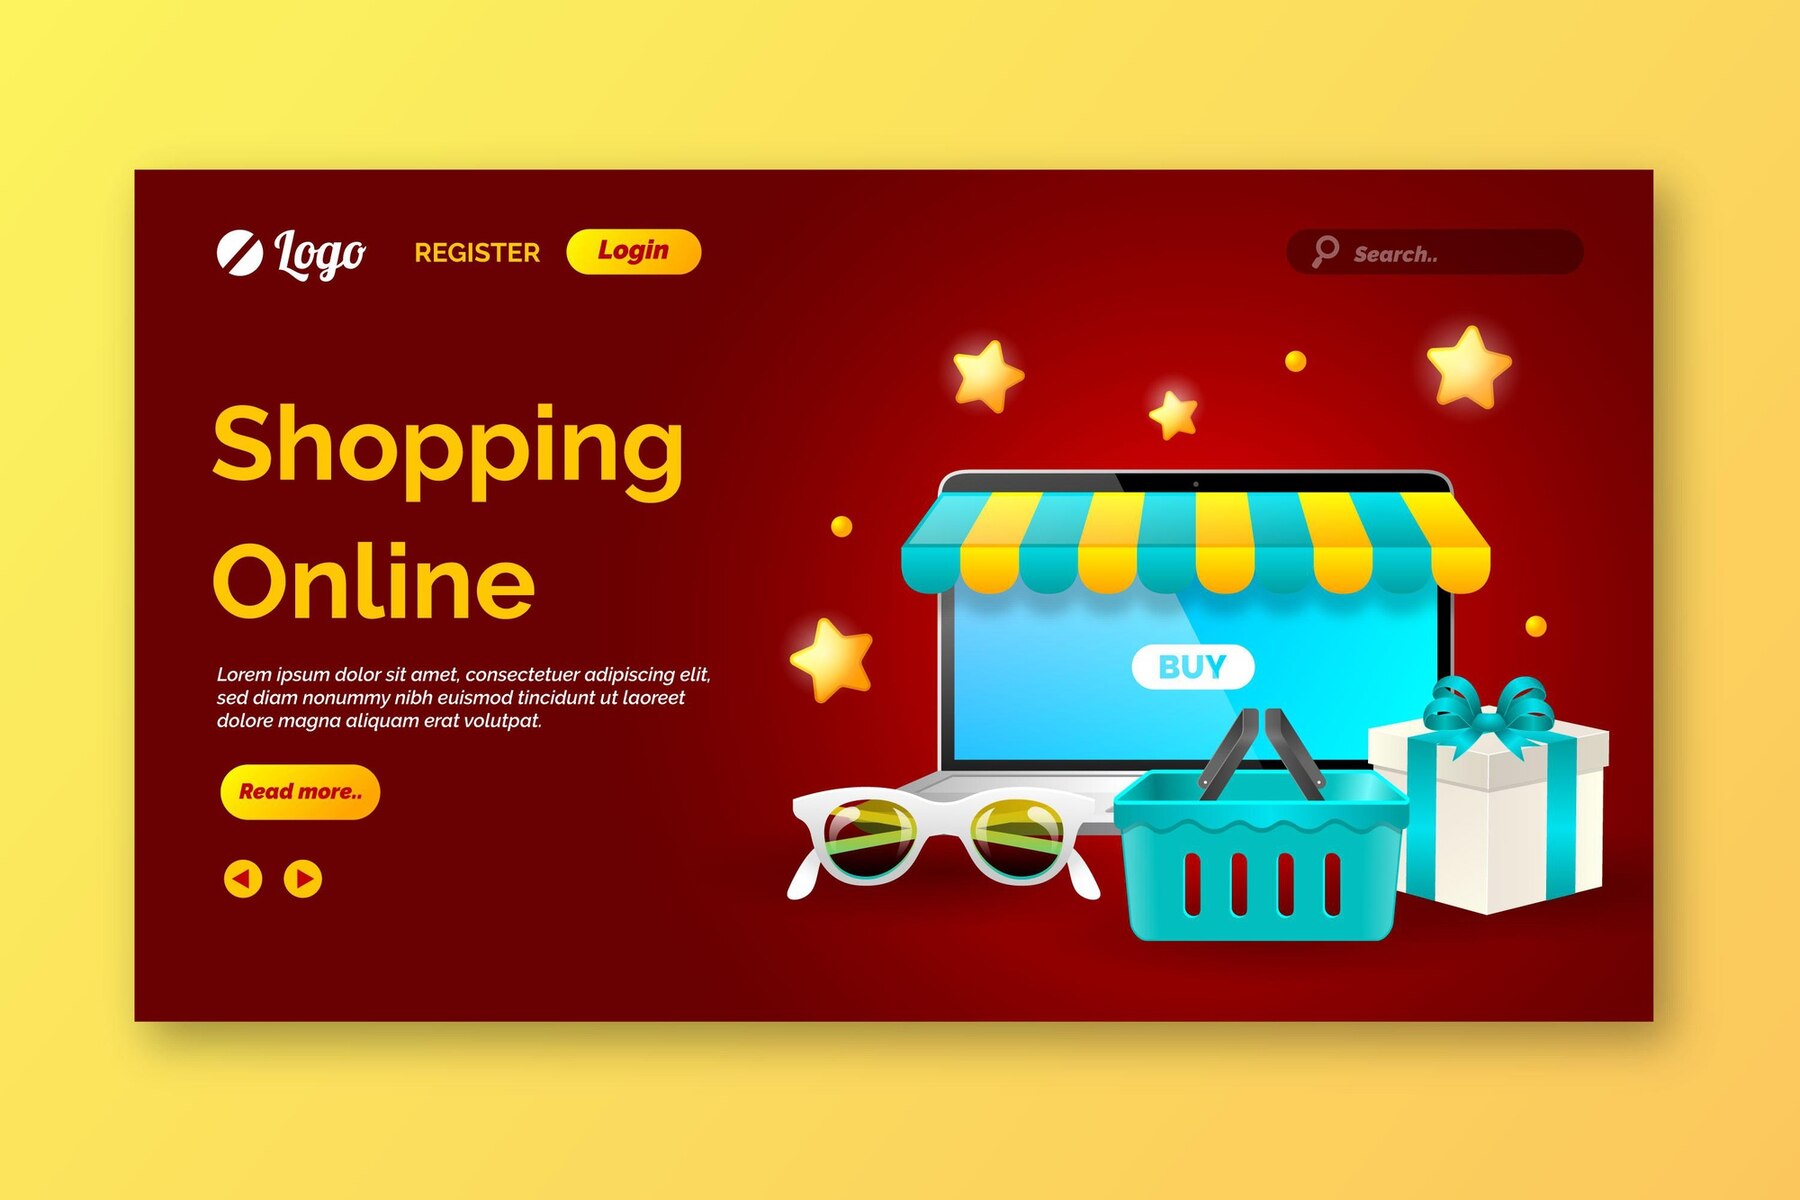 Logo
REGISTER
Login
Search..
Shopping
Online
Lorem ipsum dolor sit amet, consectetuer adipiscing elit,
sed diam nonummy nibh euismod tincidunt ut laoreet
dolore magna aliquam erat volutpat.
Read more..
BUY